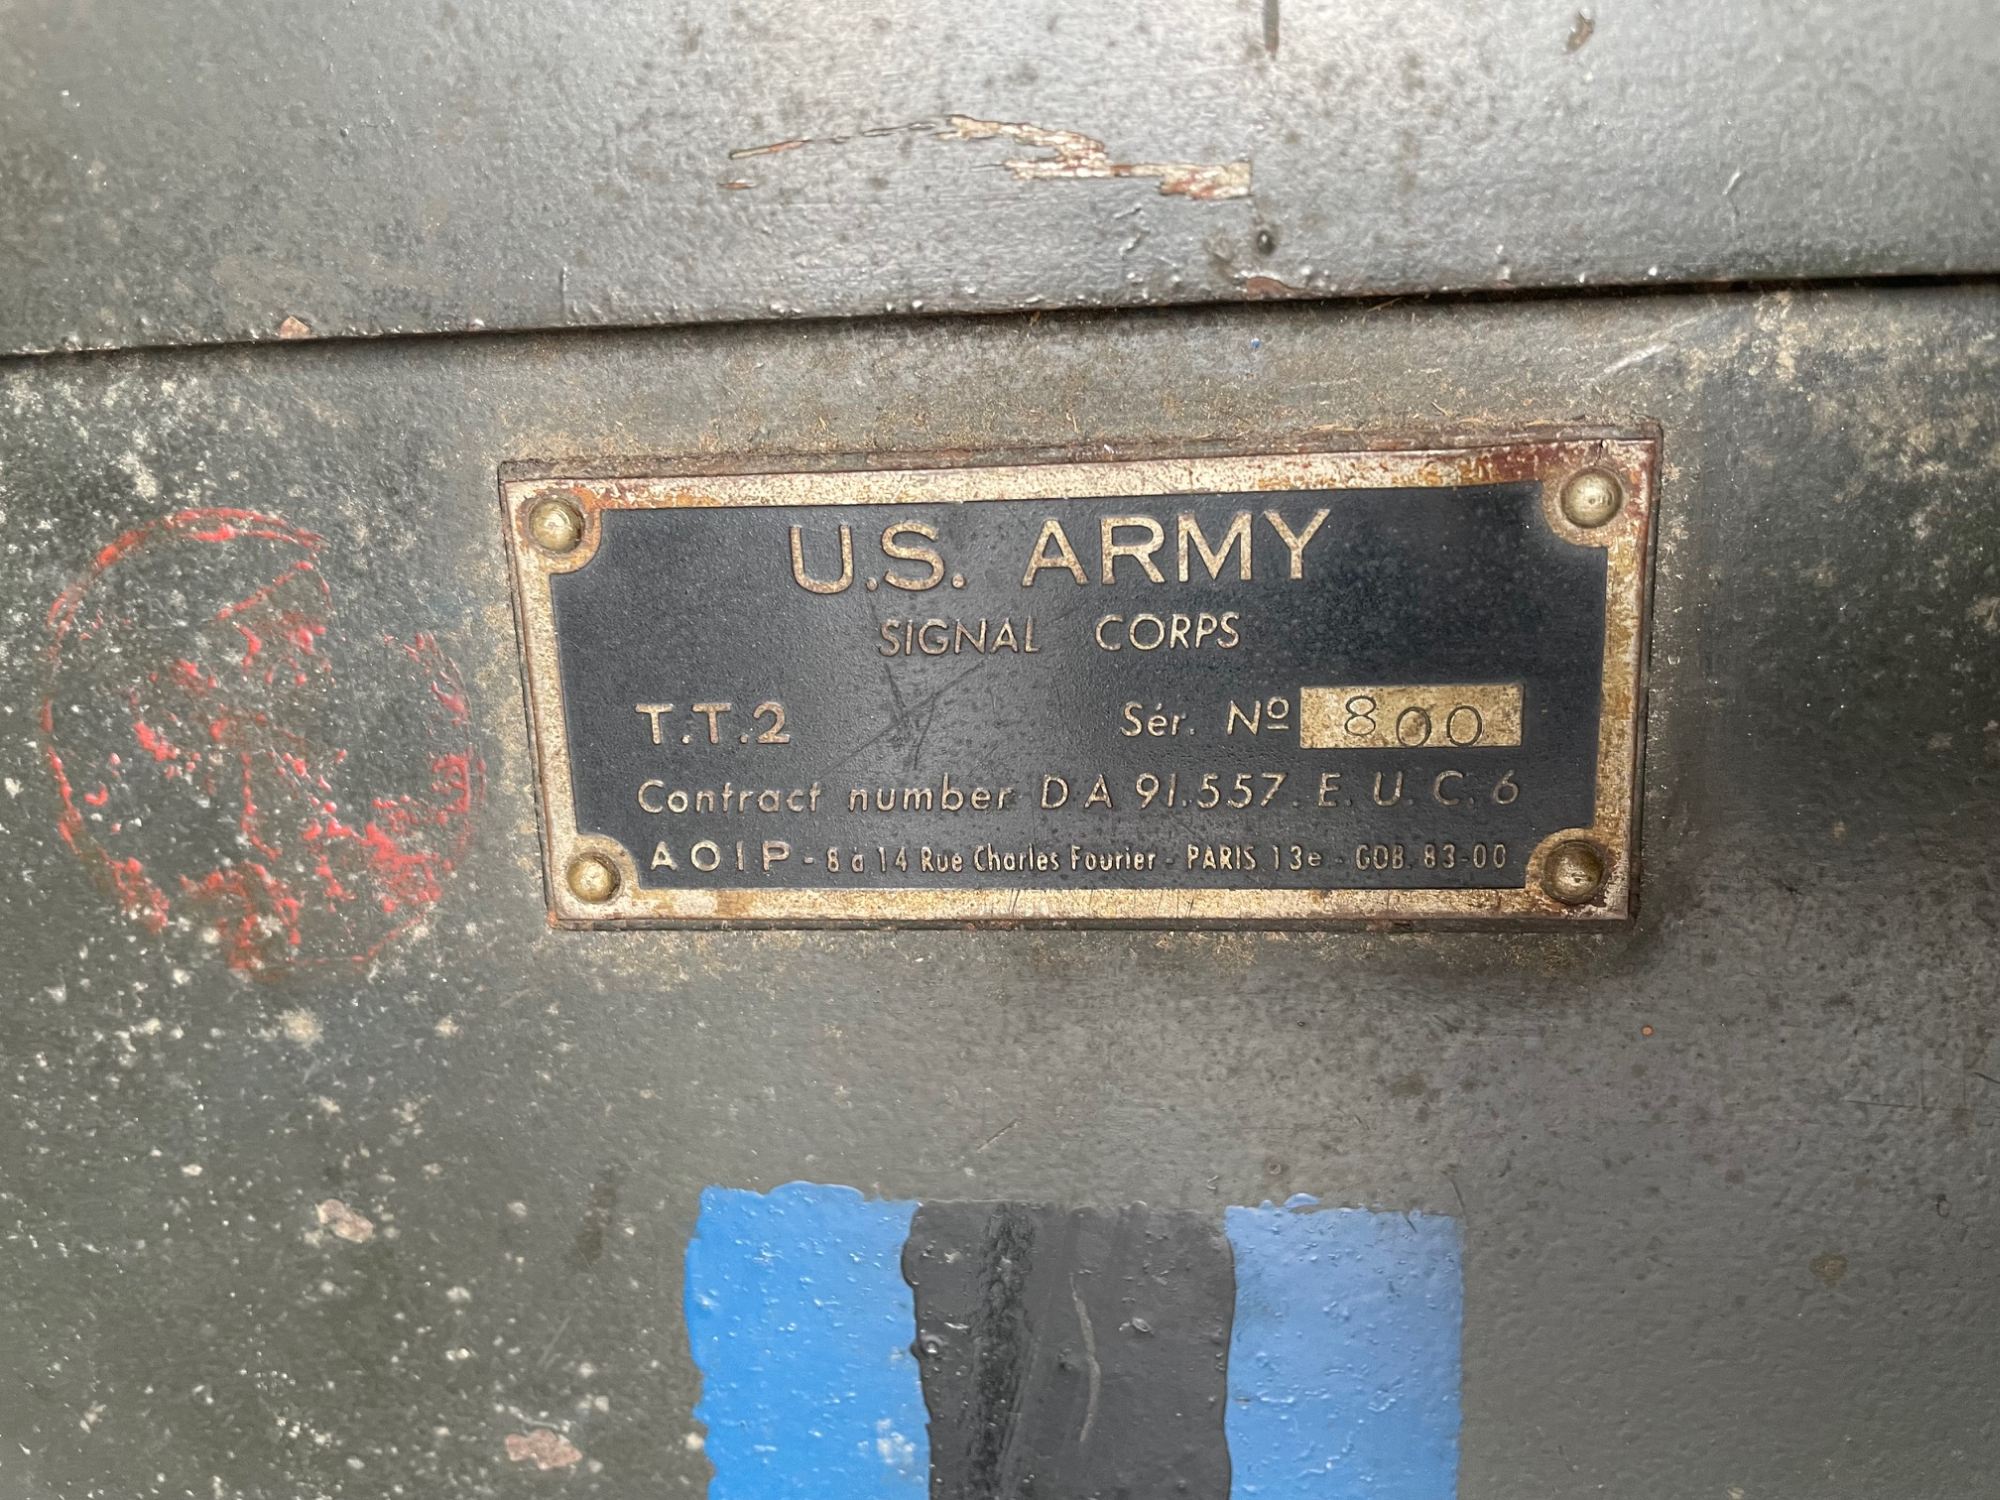 U.S. ARMY
SIGNAL CORPS
T.T.2 Sér. Nº 800
Contract number DA 91.557. E. U. C. 6
AOIP - 8 à 14 Rue Charles Fourier - PARIS. 13e - GOB. 83-00